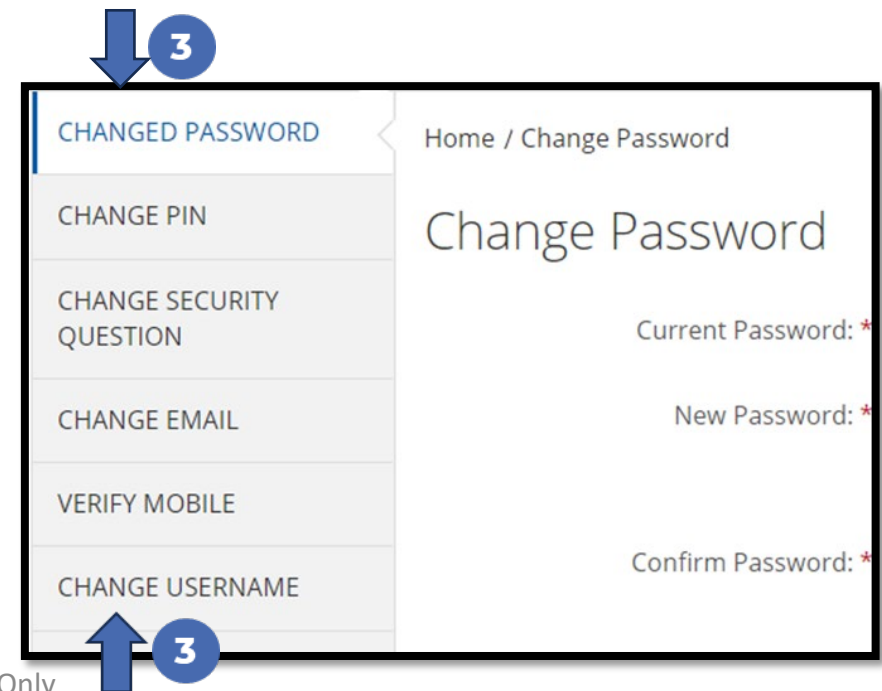 3
CHANGED PASSWORD
CHANGE PIN
CHANGE SECURITY
QUESTION
CHANGE EMAIL
VERIFY MOBILE
CHANGE USERNAME
Home / Change Password
Change Password
Current Password: *
New Password: *
Confirm Password: *
3
Only